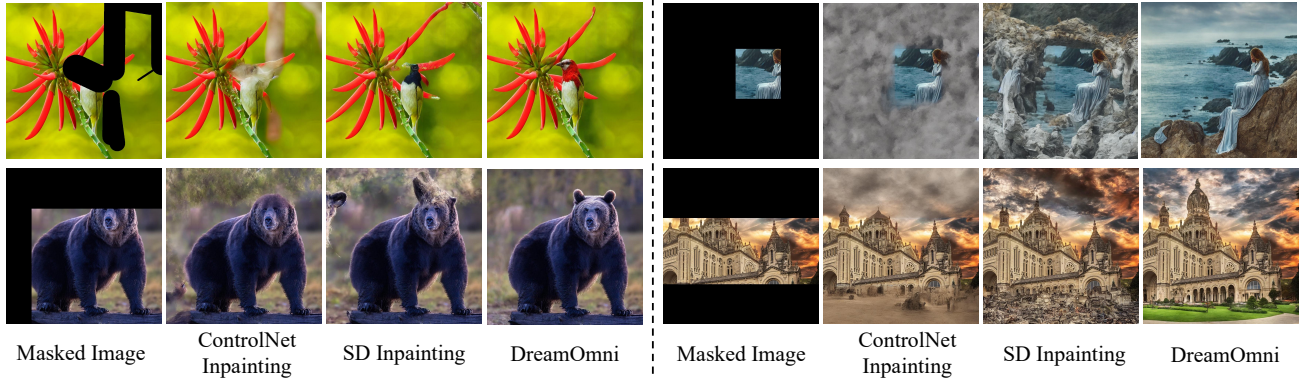 Masked Image
ControlNet
Inpainting
SD Inpainting
DreamOmni
Masked Image
ControlNet
Inpainting
SD Inpainting
DreamOmni